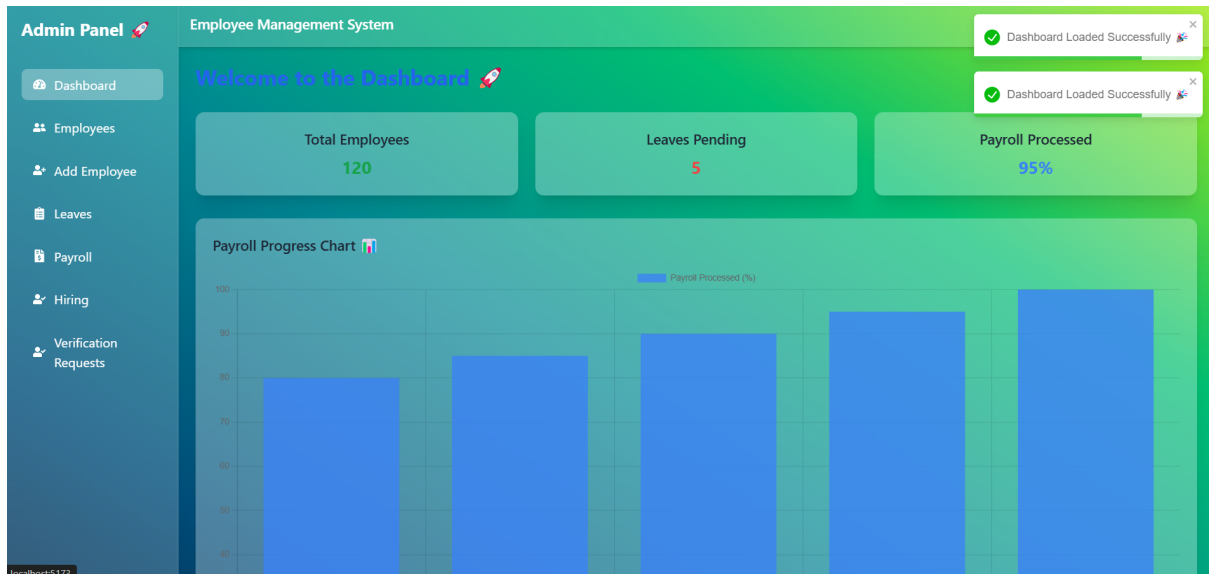 Admin Panel 🚀
Employee Management System
Dashboard Loaded Successfully 🎉
Dashboard Loaded Successfully 🎉
Dashboard
Employees
Add Employee
Leaves
Payroll
Hiring
Verification
Requests
Welcome to the Dashboard 🚀
Total Employees
120
Leaves Pending
5
Payroll Processed
95%
Payroll Progress Chart 📊
Payroll Processed (%)
100
90
80
70
60
50
40
localhost:5173